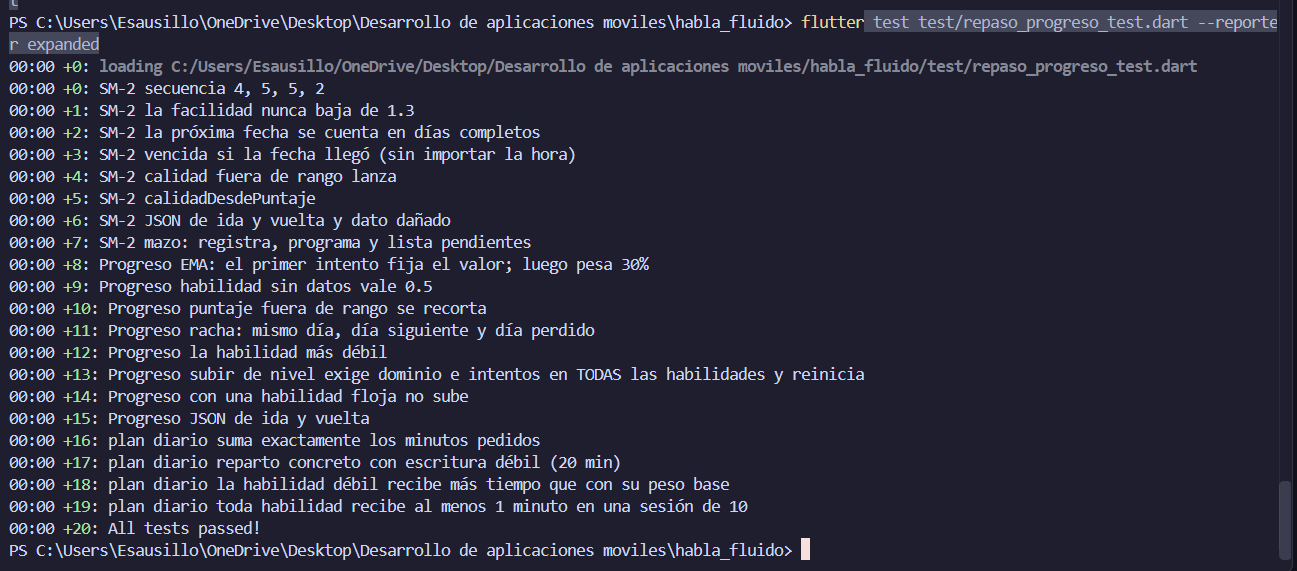 PS C:\Users\Esausillo\OneDrive\Desktop\Desarrollo de aplicaciones moviles\habla_fluido> flutter test test/repaso_progreso_test.dart --reporte
r expanded
00:00 +0: loading C:/Users/Esausillo/OneDrive/Desktop/Desarrollo de aplicaciones moviles/habla_fluido/test/repaso_progreso_test.dart
00:00 +0: SM-2 secuencia 4, 5, 5, 2
00:00 +1: SM-2 la facilidad nunca baja de 1.3
00:00 +2: SM-2 la próxima fecha se cuenta en días completos
00:00 +3: SM-2 vencida si la fecha llegó (sin importar la hora)
00:00 +4: SM-2 calidad fuera de rango lanza
00:00 +5: SM-2 calidadDesdePuntaje
00:00 +6: SM-2 JSON de ida y vuelta y dato dañado
00:00 +7: SM-2 mazo: registra, programa y lista pendientes
00:00 +8: Progreso EMA: el primer intento fija el valor; luego pesa 30%
00:00 +9: Progreso habilidad sin datos vale 0.5
00:00 +10: Progreso puntaje fuera de rango se recorta
00:00 +11: Progreso racha: mismo día, día siguiente y día perdido
00:00 +12: Progreso la habilidad más débil
00:00 +13: Progreso subir de nivel exige dominio e intentos en TODAS las habilidades y reinicia
00:00 +14: Progreso con una habilidad floja no sube
00:00 +15: Progreso JSON de ida y vuelta
00:00 +16: plan diario suma exactamente los minutos pedidos
00:00 +17: plan diario reparto concreto con escritura débil (20 min)
00:00 +18: plan diario la habilidad débil recibe más tiempo que con su peso base
00:00 +19: plan diario toda habilidad recibe al menos 1 minuto en una sesión de 10
00:00 +20: All tests passed!
PS C:\Users\Esausillo\OneDrive\Desktop\Desarrollo de aplicaciones moviles\habla_fluido>